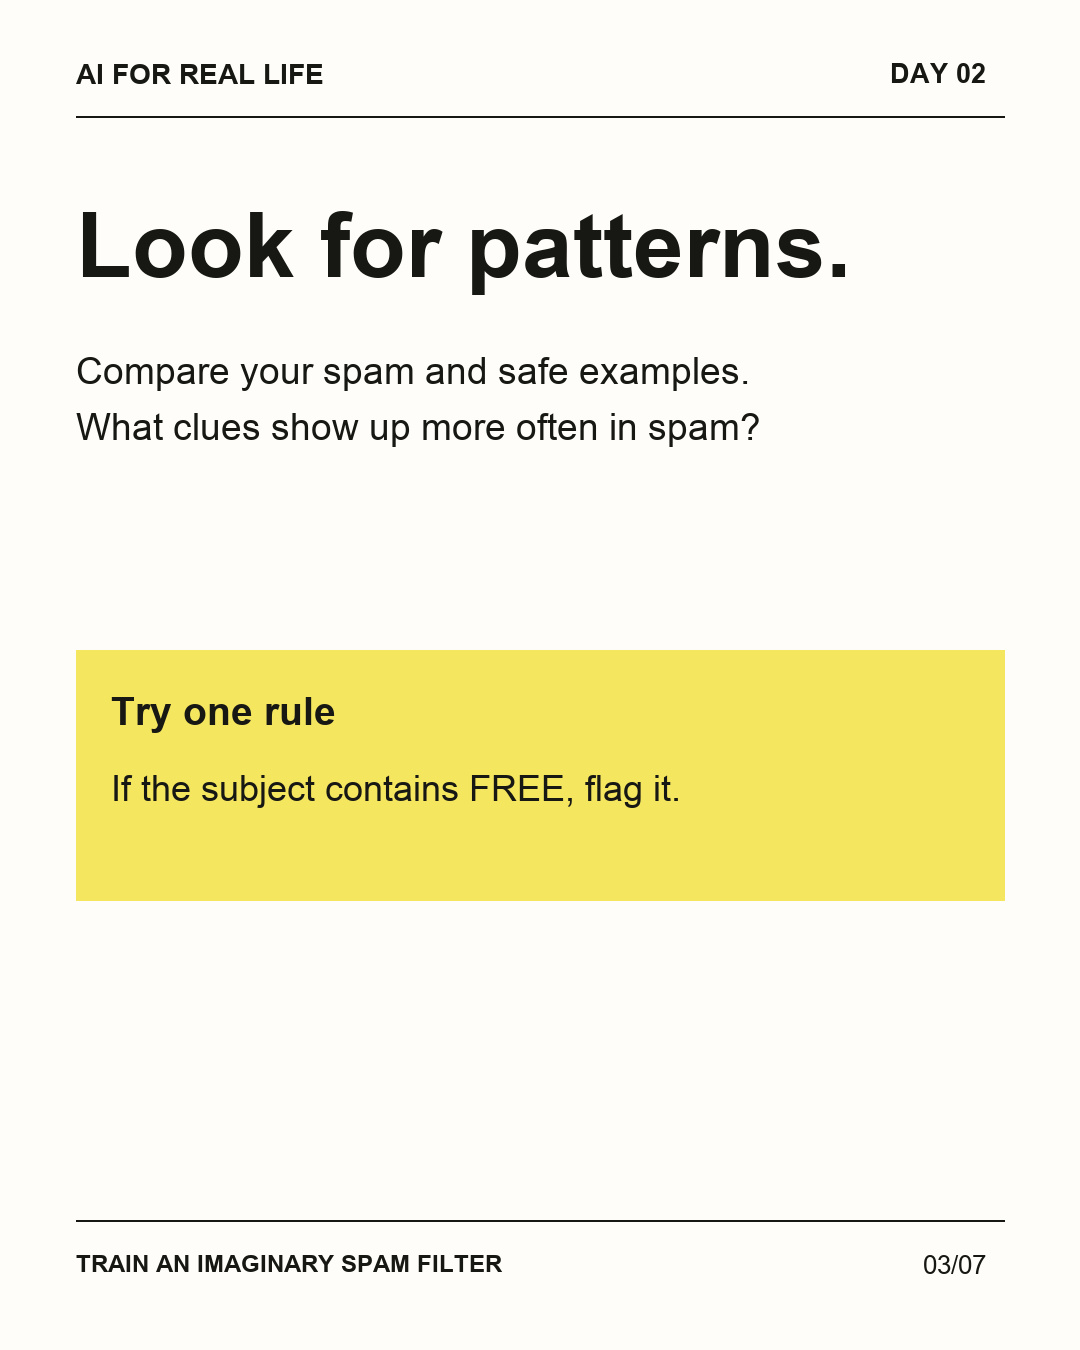 AI FOR REAL LIFE
DAY 02
Look for patterns.
Compare your spam and safe examples.
What clues show up more often in spam?
Try one rule
If the subject contains FREE, flag it.
TRAIN AN IMAGINARY SPAM FILTER
03/07